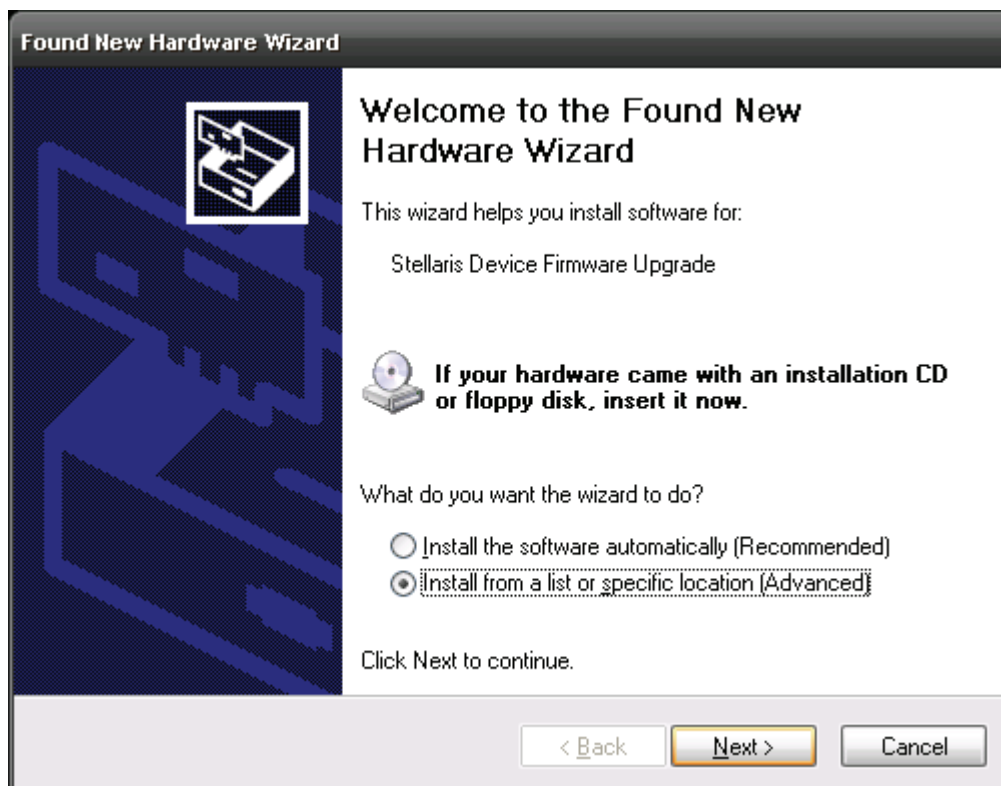 Found New Hardware Wizard
Welcome to the Found New
Hardware Wizard
This wizard helps you install software for:
Stellaris Device Firmware Upgrade
If your hardware came with an installation CD
or floppy disk, insert it now.
What do you want the wizard to do?
Install the software automatically (Recommended)
Install from a list or specific location (Advanced)
Click Next to continue.
< Back Next > Cancel